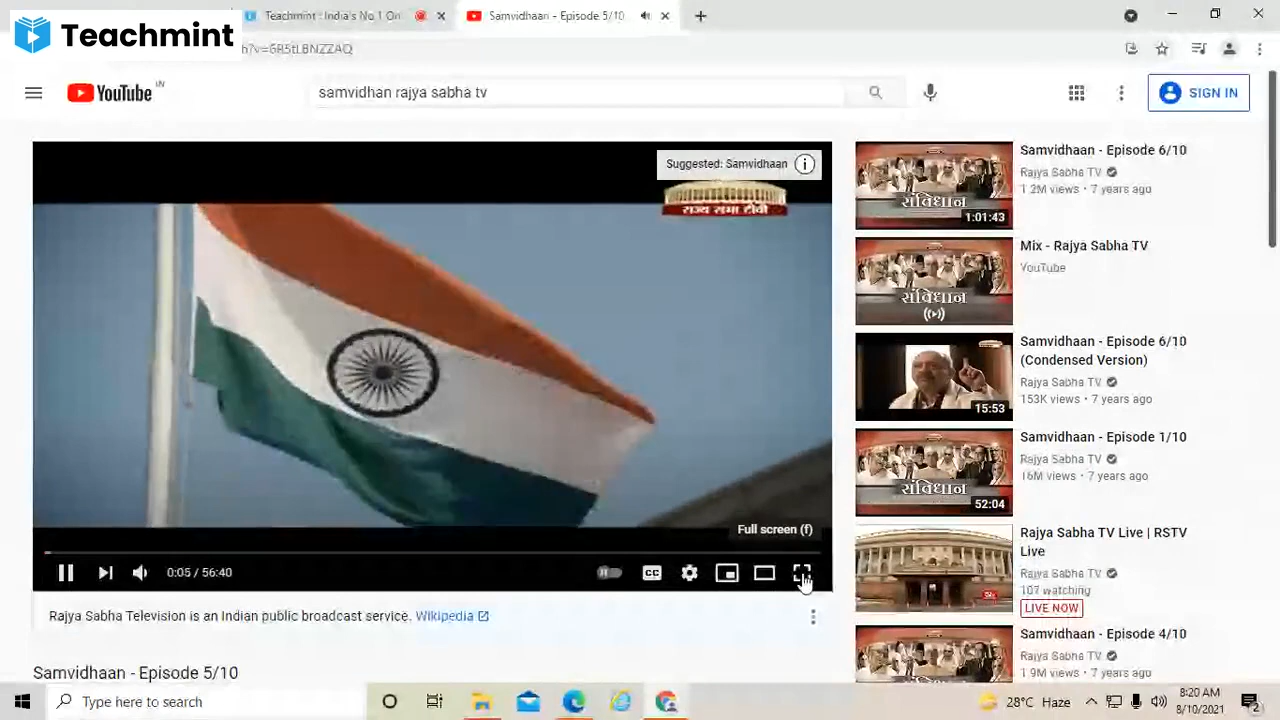 Teachmint
Teachmint : India's No.1 On
Samvidhaan - Episode 5/10
YouTube IN
samvidhan rajya sabha tv
SIGN IN
Suggested: Samvidhaan
राज्य सभा टीवी
Full screen (f)
0:05 / 56:40
CC
Rajya Sabha Television is an Indian public broadcast service. Wikipedia
Samvidhaan - Episode 5/10
संविधान
1:01:43
Samvidhaan - Episode 6/10
Rajya Sabha TV
1.2M views • 7 years ago
संविधान
Mix - Rajya Sabha TV
YouTube
15:53
Samvidhaan - Episode 6/10
(Condensed Version)
Rajya Sabha TV
153K views • 7 years ago
संविधान
52:04
Samvidhaan - Episode 1/10
Rajya Sabha TV
16M views • 7 years ago
Rajya Sabha TV Live | RSTV
Live
Rajya Sabha TV
107 watching
LIVE NOW
Samvidhaan - Episode 4/10
Rajya Sabha TV
1.9M views • 7 years ago
Type here to search
28°C Haze
8:20 AM
8/10/2021
2